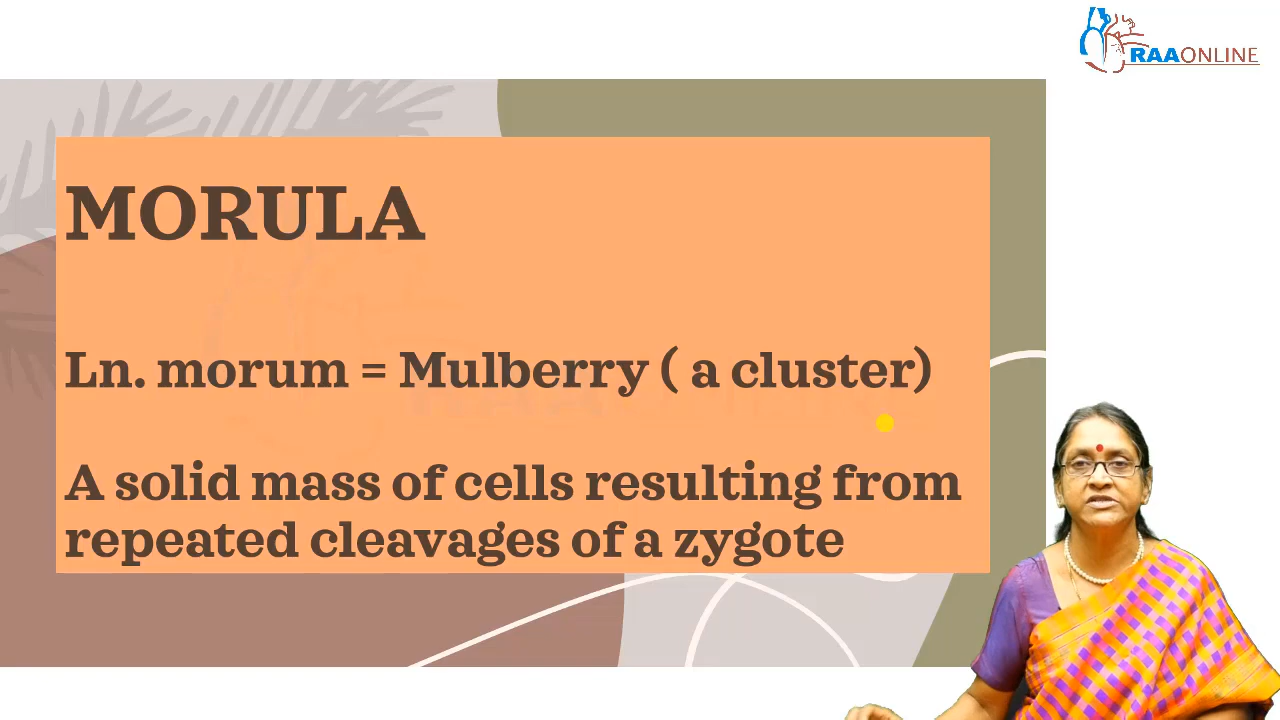 RAAONLINE
MORULA
Ln. morum = Mulberry ( a cluster)
A solid mass of cells resulting from
repeated cleavages of a zygote